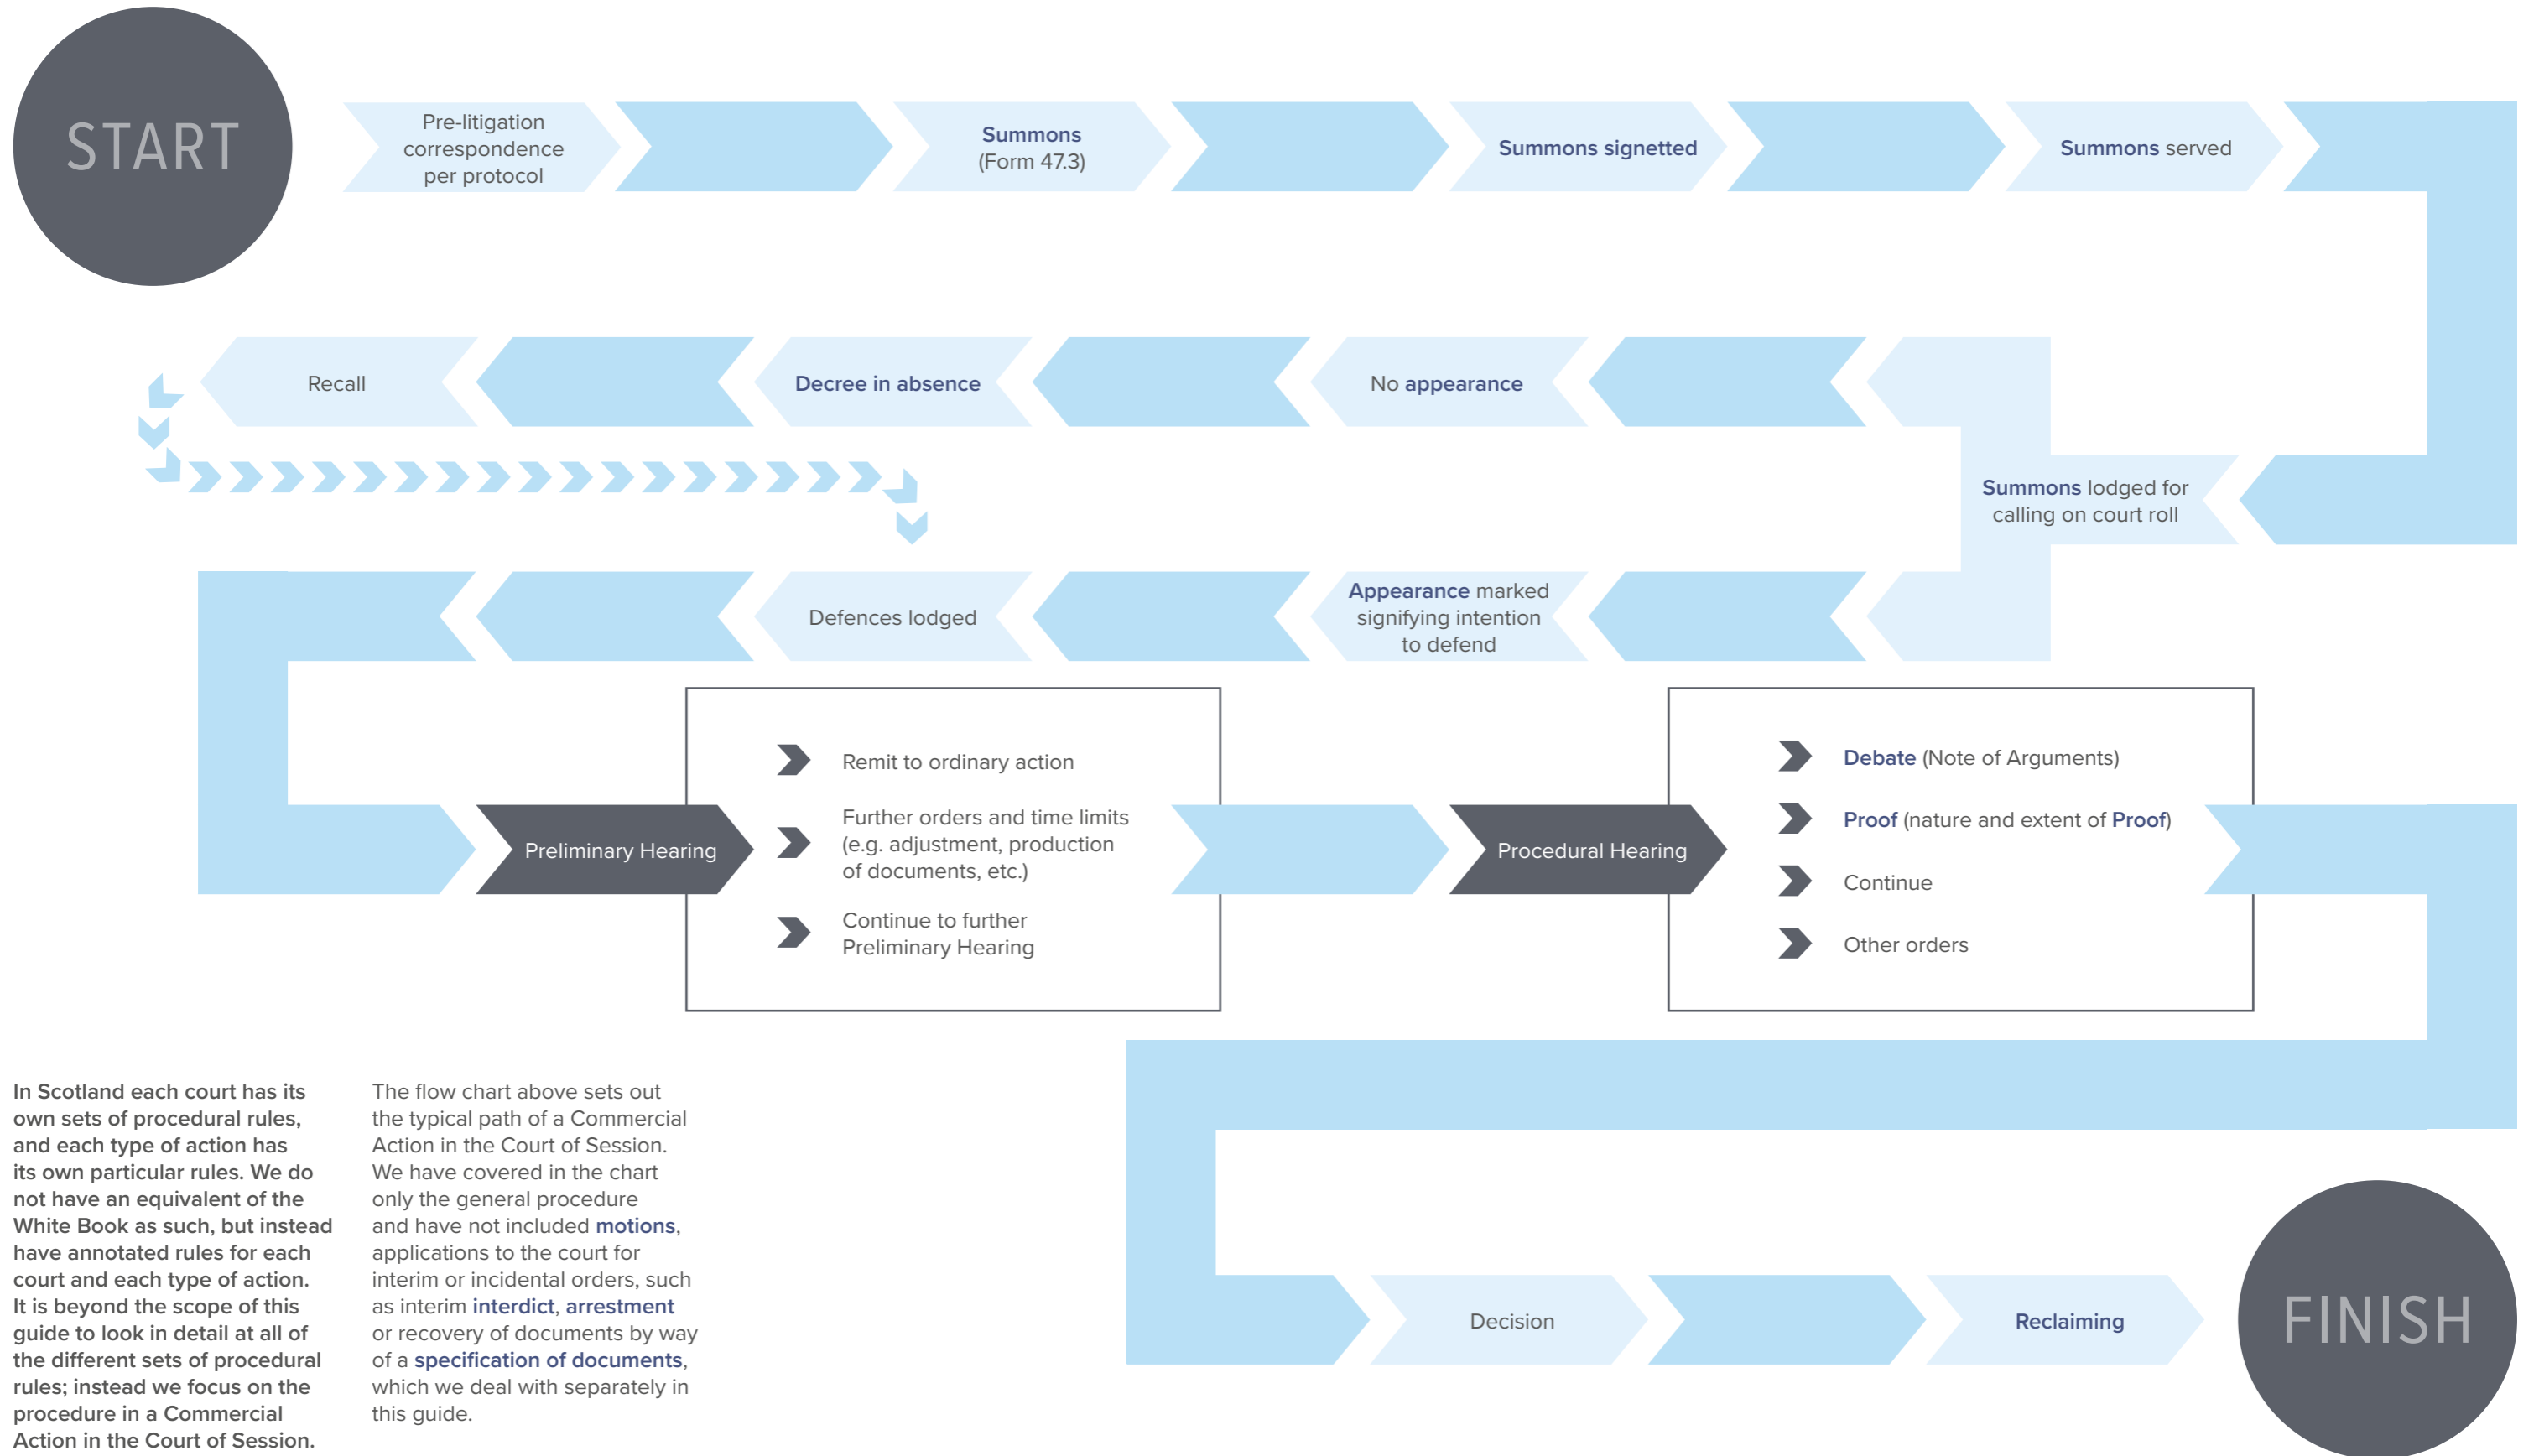 START
Pre-litigation
correspondence
per protocol
Summons
(Form 47.3)
Summons signetted
Summons served
Recall
Decree in absence
No appearance
Summons lodged for
calling on court roll
Defences lodged
Appearance marked
signifying intention
to defend
Preliminary Hearing
Remit to ordinary action
Further orders and time limits
(e.g. adjustment, production
of documents, etc.)
Continue to further
Preliminary Hearing
Procedural Hearing
Debate (Note of Arguments)
Proof (nature and extent of Proof)
Continue
Other orders
In Scotland each court has its
own sets of procedural rules,
and each type of action has
its own particular rules. We do
not have an equivalent of the
White Book as such, but instead
have annotated rules for each
court and each type of action.
It is beyond the scope of this
guide to look in detail at all of
the different sets of procedural
rules; instead we focus on the
procedure in a Commercial
Action in the Court of Session.
The flow chart above sets out
the typical path of a Commercial
Action in the Court of Session.
We have covered in the chart
only the general procedure
and have not included motions,
applications to the court for
interim or incidental orders, such
as interim interdict, arrestment
or recovery of documents by way
of a specification of documents,
which we deal with separately in
this guide.
Decision
Reclaiming
FINISH